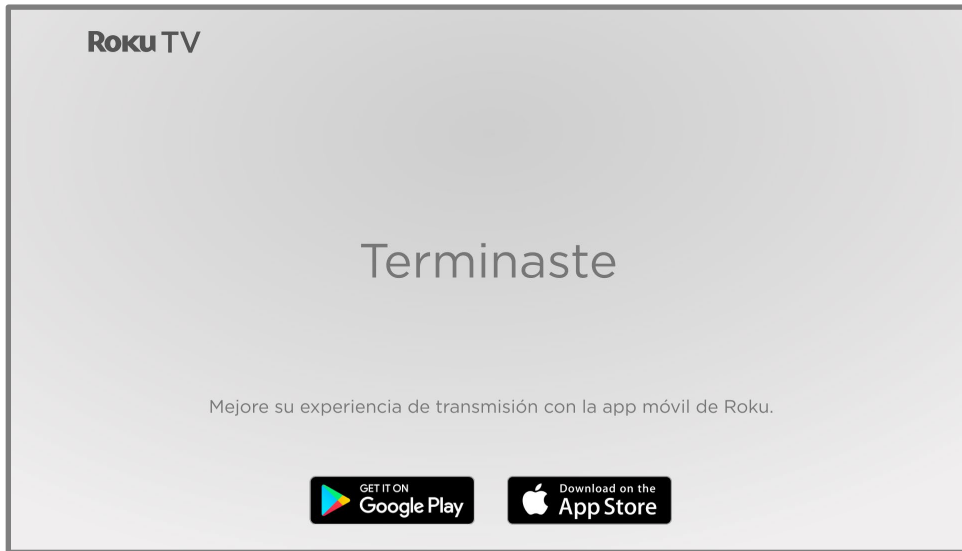 Roku TV
Terminaste
Mejore su experiencia de transmisión con la app móvil de Roku.
GET IT ON
Google Play
Download on the
App Store